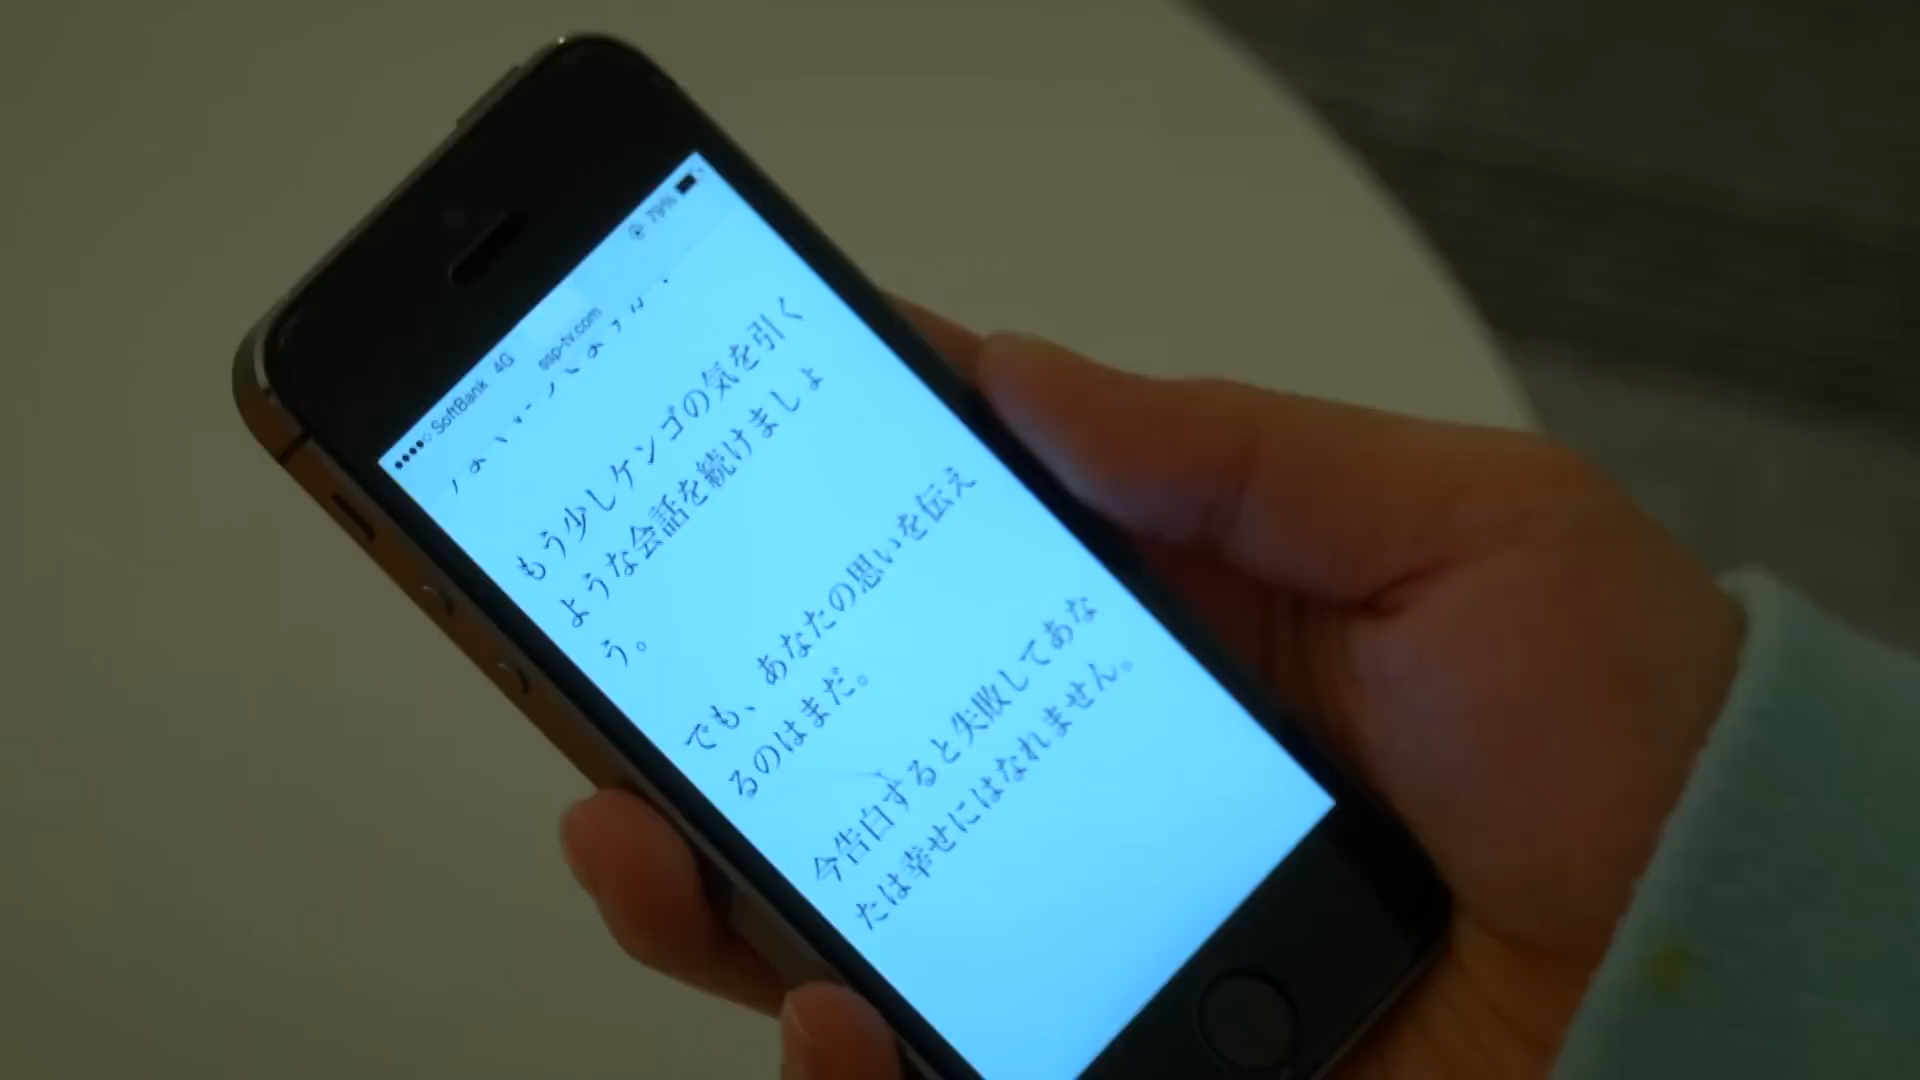 SoftBank 4G 79%
ssp-tv.com
もう少しケンゴの気を引く
ような会話を続けましょ
う。
でも、あなたの思いを伝え
るのはまだ。
今告白すると失敗してあな
たは幸せにはなれません。